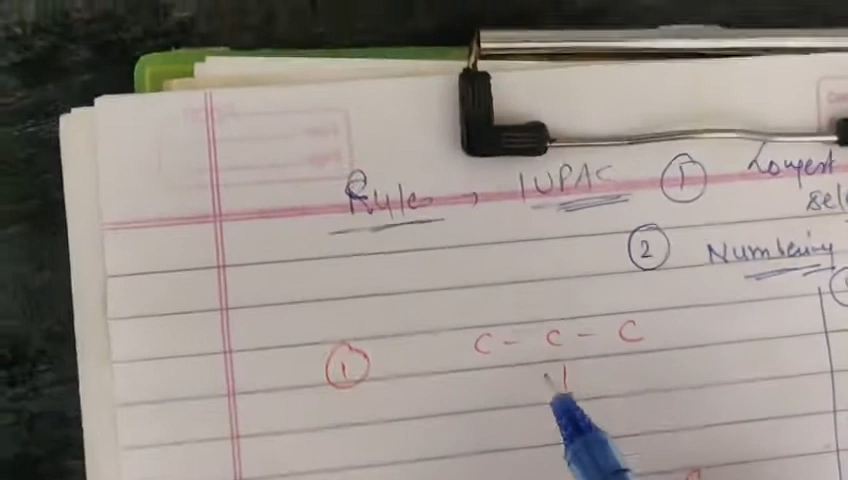 Rules, IUPAC ① Longest
② Numbering
① C - C - C
|